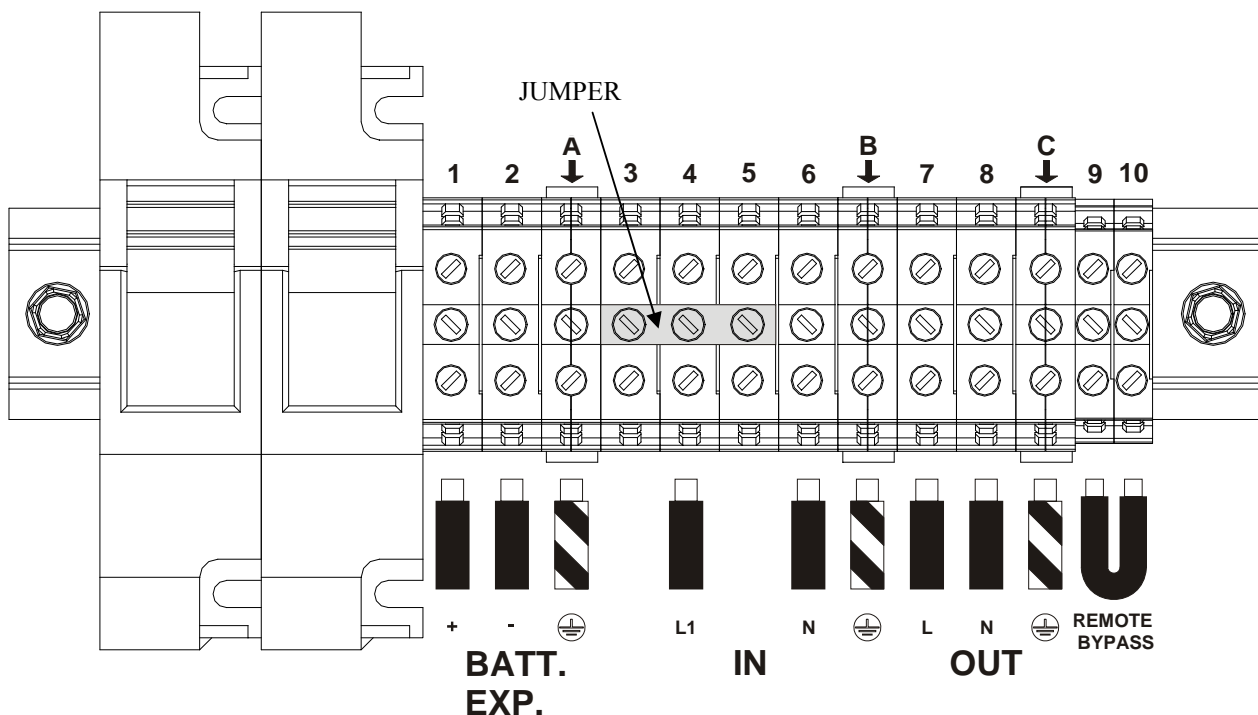 JUMPER
1 2 A 3 4 5 6 B 7 8 C 9 10
+ - L1 N L N REMOTE
BYPASS
BATT. IN OUT
EXP.